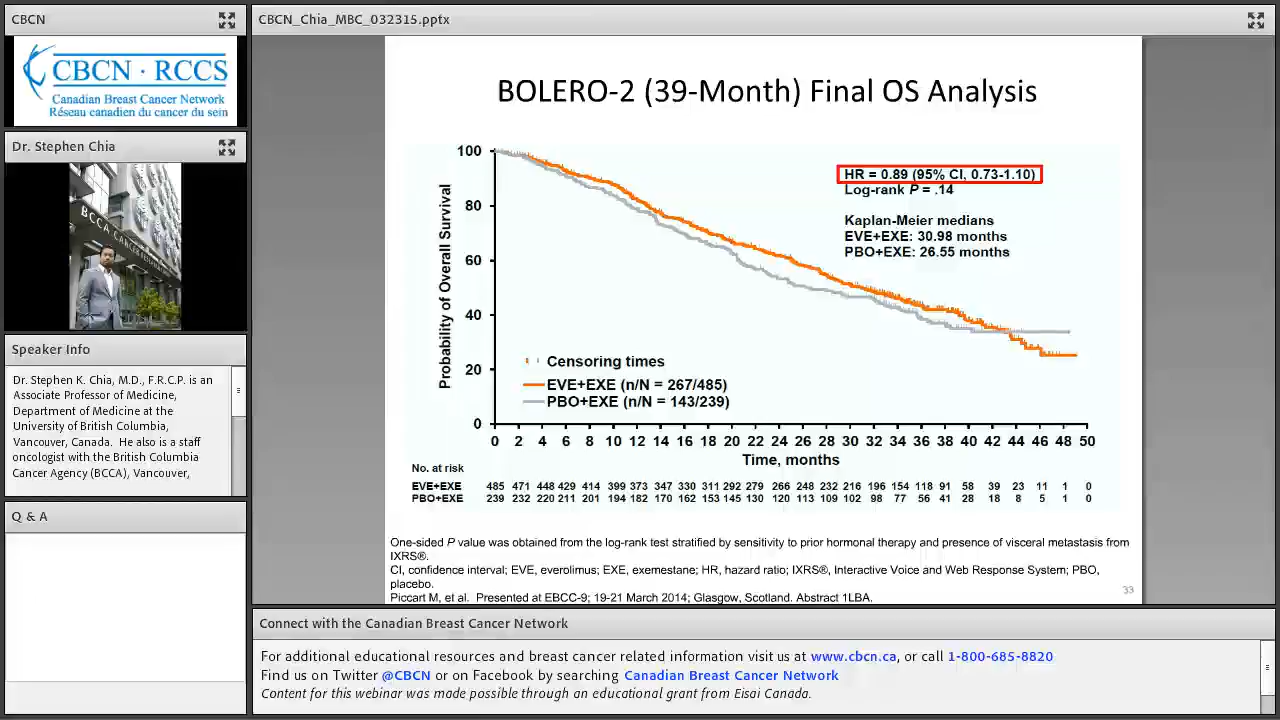 CBCN
CBCN · RCCS
Canadian Breast Cancer Network
Réseau canadien du cancer du sein
Dr. Stephen Chia
BCCA CANCER RESEARCH
Speaker Info
Dr. Stephen K. Chia, M.D., F.R.C.P. is an
Associate Professor of Medicine,
Department of Medicine at the
University of British Columbia,
Vancouver, Canada.  He also is a staff
oncologist with the British Columbia
Cancer Agency (BCCA), Vancouver,
Q & A
CBCN_Chia_MBC_032315.pptx
BOLERO-2 (39-Month) Final OS Analysis
HR = 0.89 (95% CI, 0.73-1.10)
Log-rank P = .14
Kaplan-Meier medians
EVE+EXE: 30.98 months
PBO+EXE: 26.55 months
Probability of Overall Survival
100
80
60
40
20
0
Censoring times
EVE+EXE (n/N = 267/485)
PBO+EXE (n/N = 143/239)
0 2 4 6 8 10 12 14 16 18 20 22 24 26 28 30 32 34 36 38 40 42 44 46 48 50
Time, months
No. at risk
EVE+EXE 485 471 448 429 414 399 373 347 330 311 292 279 266 248 232 216 196 154 118 91 58 39 23 11 1 0
PBO+EXE 239 232 220 211 201 194 182 170 162 153 145 130 120 113 109 102 98 77 56 41 28 18 8 5 1 0
One-sided P value was obtained from the log-rank test stratified by sensitivity to prior hormonal therapy and presence of visceral metastasis from
IXRS®.
CI, confidence interval; EVE, everolimus; EXE, exemestane; HR, hazard ratio; IXRS®, Interactive Voice and Web Response System; PBO,
placebo.
Piccart M, et al.  Presented at EBCC-9; 19-21 March 2014; Glasgow, Scotland. Abstract 1LBA.
33
Connect with the Canadian Breast Cancer Network
For additional educational resources and breast cancer related information visit us at www.cbcn.ca, or call 1-800-685-8820
Find us on Twitter @CBCN or on Facebook by searching Canadian Breast Cancer Network
Content for this webinar was made possible through an educational grant from Eisai Canada.